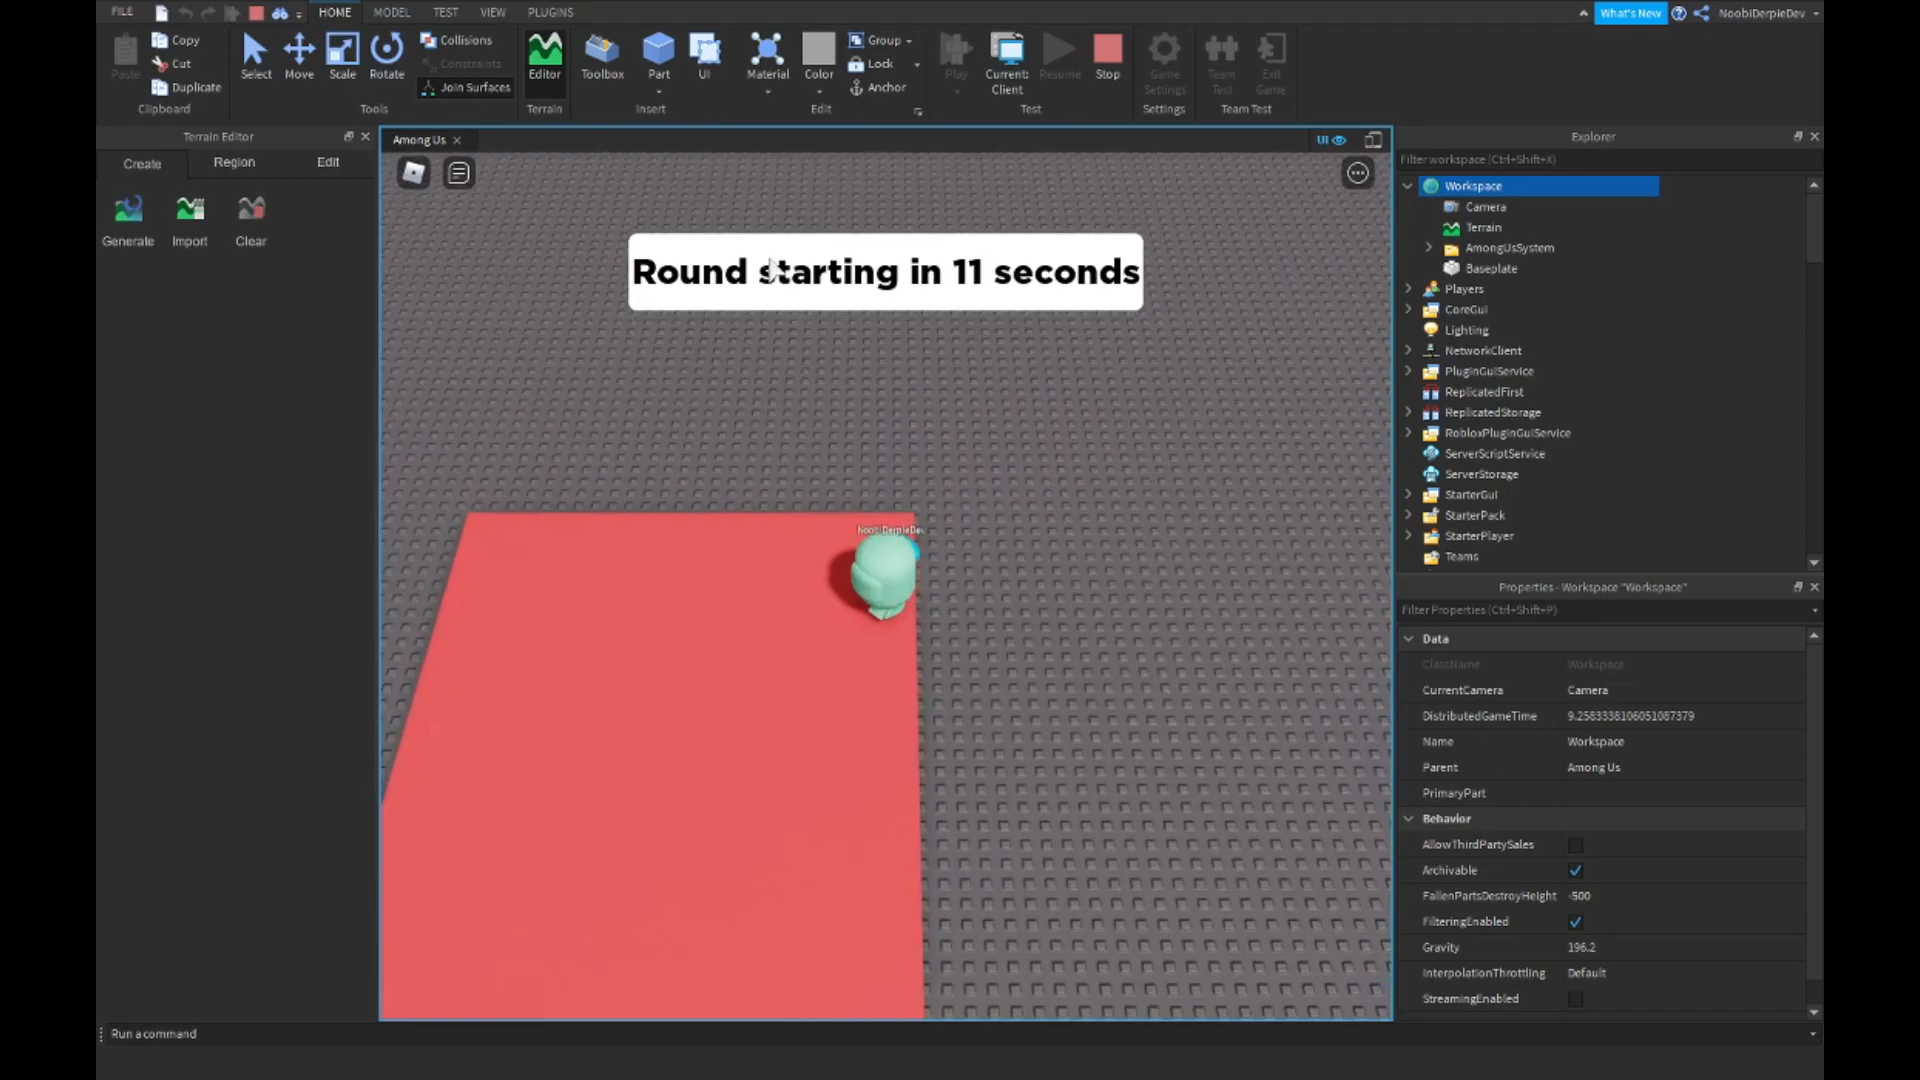 FILE
HOME
MODEL
TEST
VIEW
PLUGINS
What's New
NoobiDerpieDev
Paste
Copy
Cut
Duplicate
Clipboard
Select
Move
Scale
Rotate
Collisions
Constraints
Join Surfaces
Tools
Editor
Terrain
Toolbox
Part
UI
Insert
Material
Color
Group
Lock
Anchor
Edit
Play
Current:
Client
Resume
Stop
Test
Game
Settings
Settings
Team
Test
Exit
Game
Team Test
Terrain Editor
Create
Region
Edit
Generate
Import
Clear
Among Us
UI
Round starting in 11 seconds
NoobiDerpieDev
Explorer
Filter workspace (Ctrl+Shift+X)
Workspace
Camera
Terrain
AmongUsSystem
Baseplate
Players
CoreGui
Lighting
NetworkClient
PluginGuiService
ReplicatedFirst
ReplicatedStorage
RobloxPluginGuiService
ServerScriptService
ServerStorage
StarterGui
StarterPack
StarterPlayer
Teams
Properties - Workspace "Workspace"
Filter Properties (Ctrl+Shift+P)
Data
ClassName Workspace
CurrentCamera Camera
DistributedGameTime 9.2583338106051087379
Name Workspace
Parent Among Us
PrimaryPart
Behavior
AllowThirdPartySales
Archivable
FallenPartsDestroyHeight -500
FilteringEnabled
Gravity 196.2
InterpolationThrottling Default
StreamingEnabled
Run a command